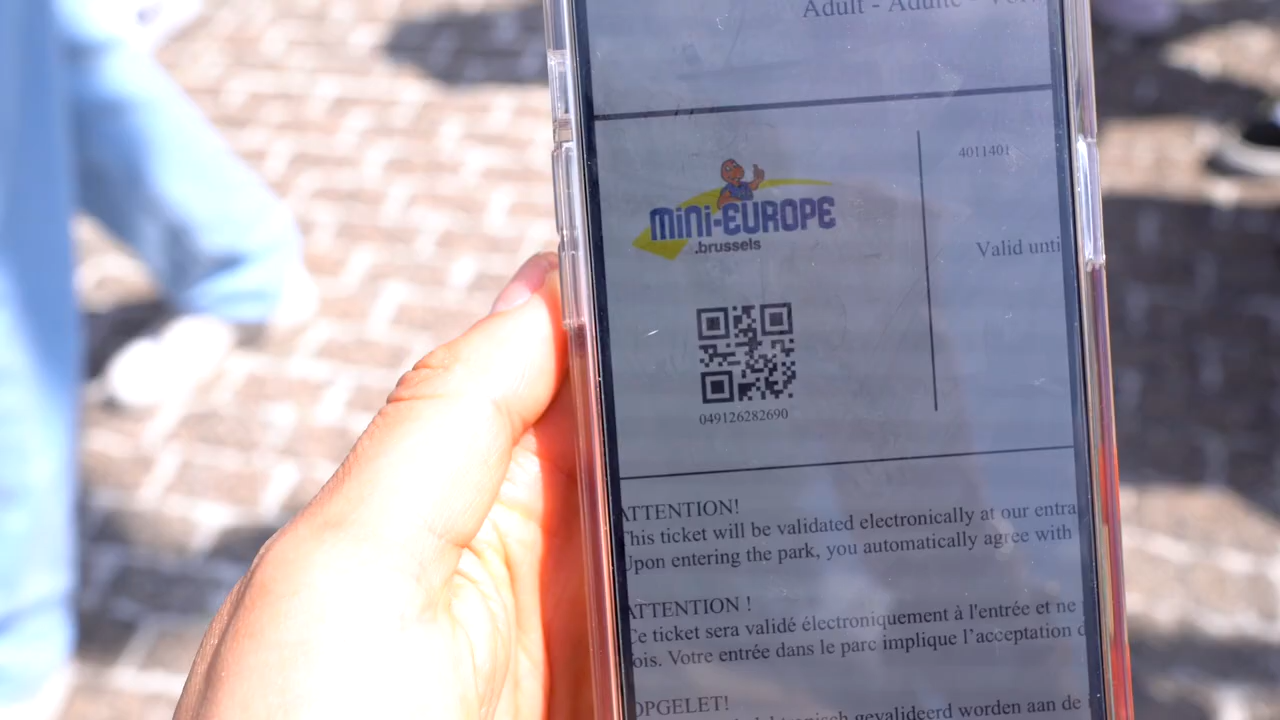 Adult - Adulte -
MiNi-EUROPE
.brussels
4011401
Valid unti
049126282690
ATTENTION!
This ticket will be validated electronically at our entra
Upon entering the park, you automatically agree with
ATTENTION !
Ce ticket sera validé électroniquement à l'entrée et ne
ois. Votre entrée dans le parc implique l’acceptation d
OPGELET!
gevalideerd worden aan de